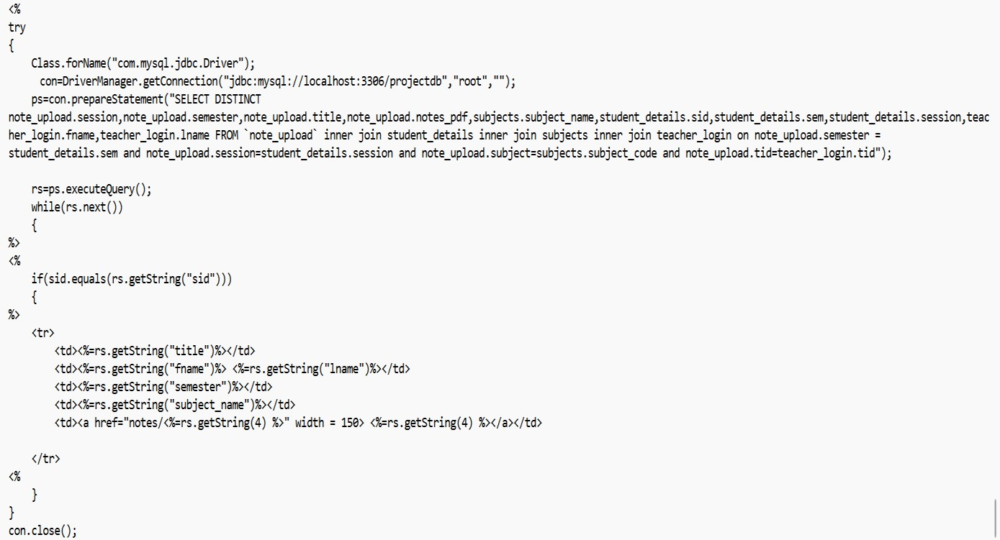 <%
try
{
    Class.forName("com.mysql.jdbc.Driver");
     con=DriverManager.getConnection("jdbc:mysql://localhost:3306/projectdb","root","");
    ps=con.prepareStatement("SELECT DISTINCT
note_upload.session,note_upload.semester,note_upload.title,note_upload.notes_pdf,subjects.subject_name,student_details.sid,student_details.sem,student_details.session,teac
her_login.fname,teacher_login.lname FROM `note_upload` inner join student_details inner join subjects inner join teacher_login on note_upload.semester =
student_details.sem and note_upload.session=student_details.session and note_upload.subject=subjects.subject_code and note_upload.tid=teacher_login.tid");

    rs=ps.executeQuery();
    while(rs.next())
    {
%>
<%
    if(sid.equals(rs.getString("sid")))
    {
%>
    <tr>
        <td><%=rs.getString("title")%></td>
        <td><%=rs.getString("fname")%> <%=rs.getString("lname")%></td>
        <td><%=rs.getString("semester")%></td>
        <td><%=rs.getString("subject_name")%></td>
        <td><a href="notes/<%=rs.getString(4) %>" width = 150> <%=rs.getString(4) %></a></td>

    </tr>
<%
    }
}
con.close();